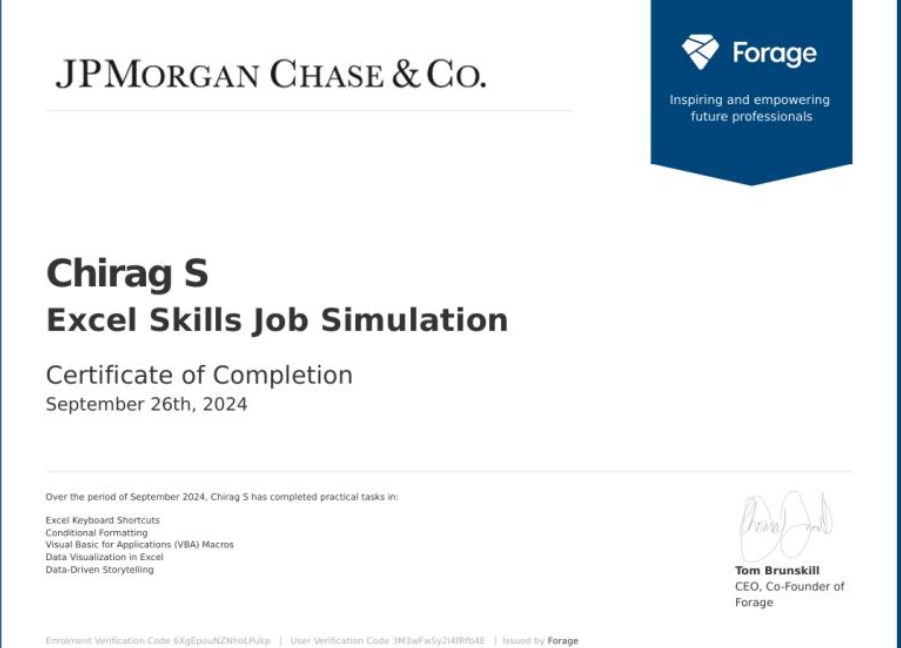 JPMORGAN CHASE & CO.
Forage
Inspiring and empowering
future professionals
Chirag S
Excel Skills Job Simulation
Certificate of Completion
September 26th, 2024
Over the period of September 2024, Chirag S has completed practical tasks in:
Excel Keyboard Shortcuts
Conditional Formatting
Visual Basic for Applications (VBA) Macros
Data Visualization in Excel
Data-Driven Storytelling
Tom Brunskill
CEO, Co-Founder of
Forage
Enrolment Verification Code 6XgEpouNZNhoLPukp | User Verification Code 3M3wFwSy2i4fRfb4E | Issued by Forage